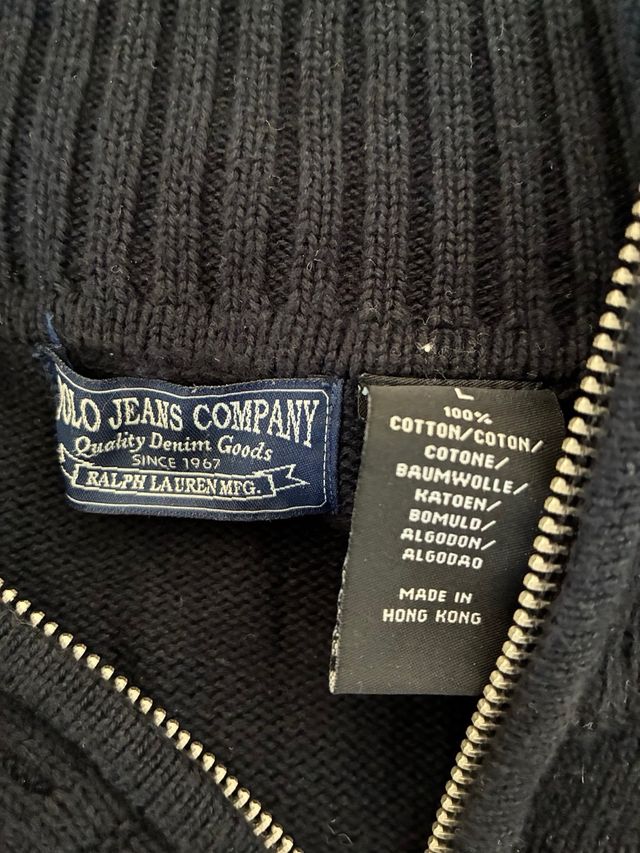 POLO JEANS COMPANY
Quality Denim Goods
SINCE 1967
RALPH LAUREN MFG.
L
100%
COTTON/COTON/
COTONE/
BAUMWOLLE/
KATOEN/
BOMULD/
ALGODON/
ALGODAO
MADE IN
HONG KONG